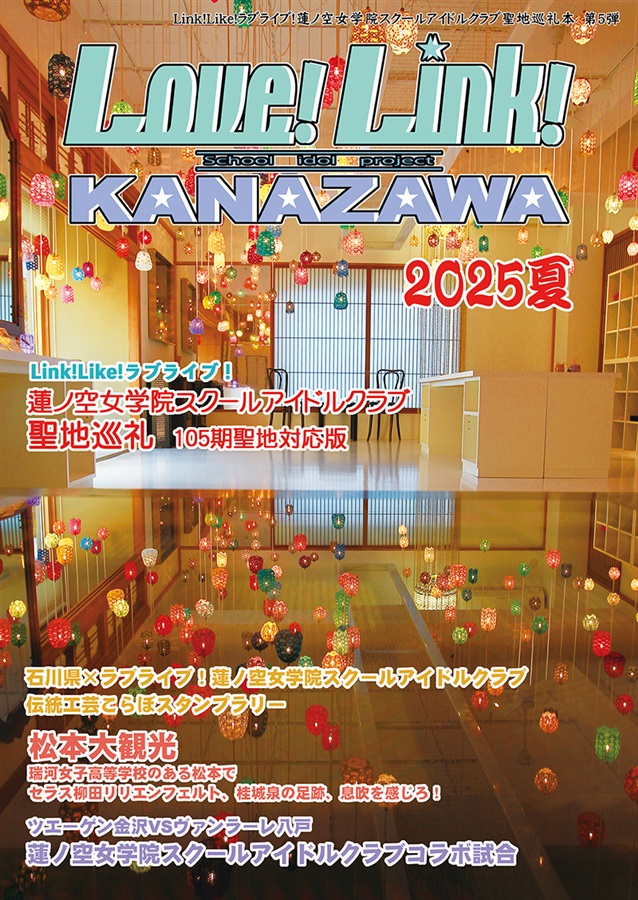 Link!Like!ラブライブ!蓮ノ空女学院スクールアイドルクラブ聖地巡礼本 第5弾
Love! Link!
School idol project
KANAZAWA
2025夏
Link!Like!ラブライブ!
蓮ノ空女学院スクールアイドルクラブ
聖地巡礼 105期聖地対応版
石川県×ラブライブ!蓮ノ空女学院スクールアイドルクラブ
伝統工芸こらぼスタンプラリー
松本大観光
瑞河女子高等学校のある松本で
セラス柳田リリエンフェルト、桂城泉の足跡、息吹を感じろ!
ツエーゲン金沢VSヴァンラーレ八戸
蓮ノ空女学院スクールアイドルクラブコラボ試合